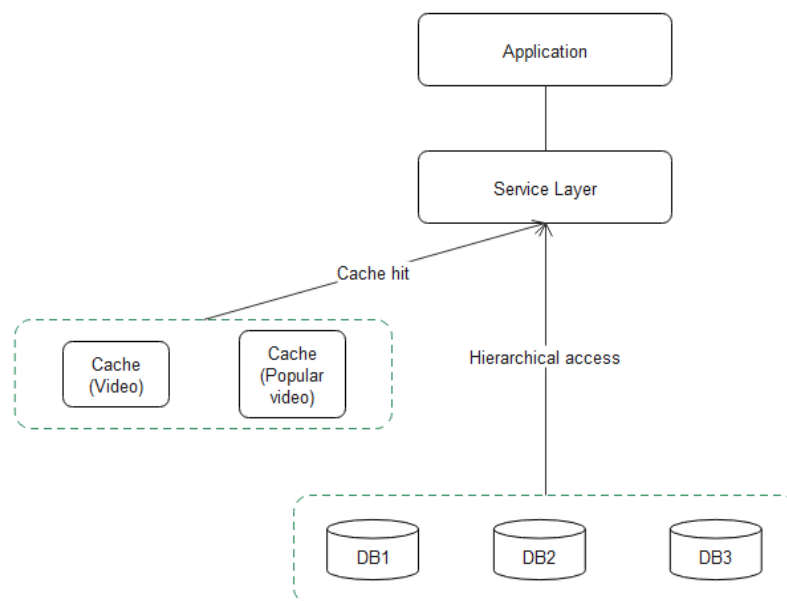 Application
Service Layer
Cache hit
Cache
(Video)
Cache
(Popular
video)
Hierarchical access
DB1
DB2
DB3